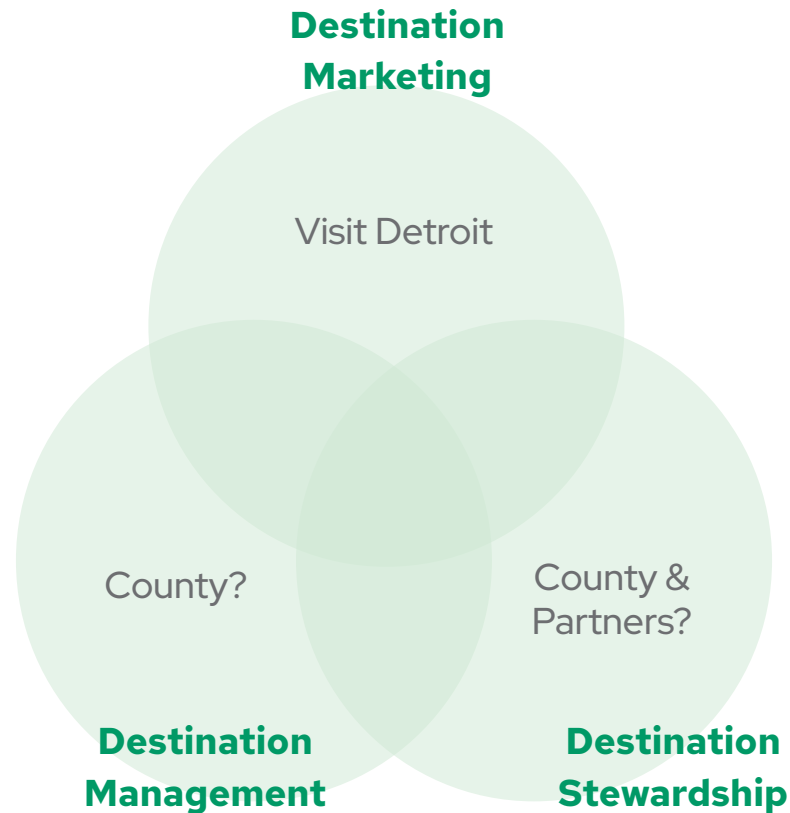 Destination
Marketing
Visit Detroit
County?
County &
Partners?
Destination
Management
Destination
Stewardship